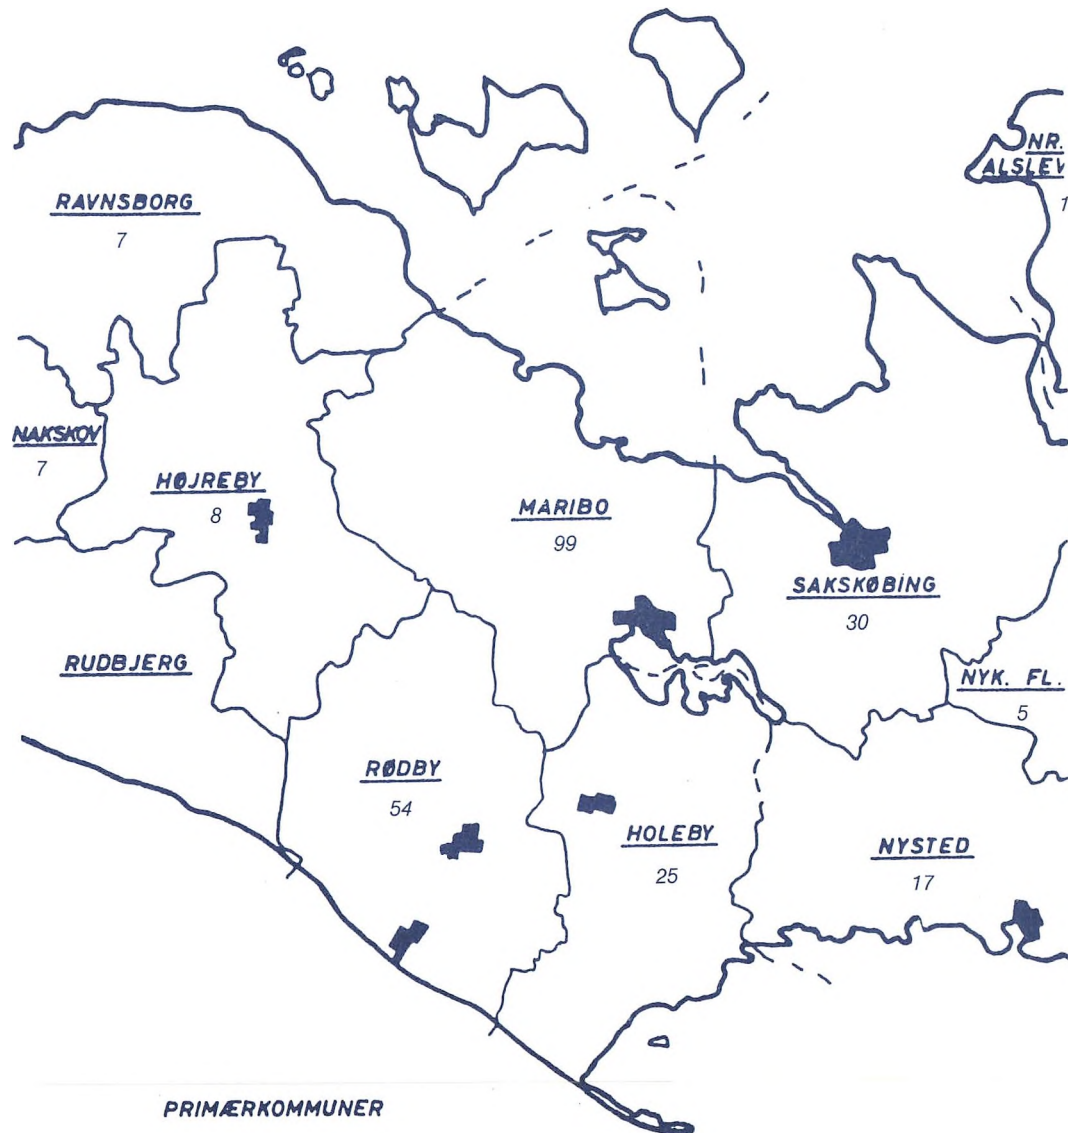 NR.
ALSLEV
1
RAVNSBORG
7
NAKSKOV
7
HØJREBY
8
MARIBO
99
SAKSKØBING
30
RUDBJERG
NYK. FL.
5
RØDBY
54
HOLEBY
25
NYSTED
17
PRIMÆRKOMMUNER